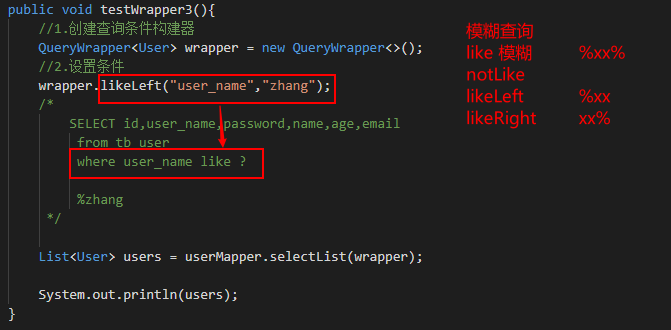 public void testWrapper3(){
//1.创建查询条件构建器
QueryWrapper<User> wrapper = new QueryWrapper<>();
//2.设置条件
wrapper.likeLeft("user_name","zhang");
/*
SELECT id,user_name,password,name,age,email
from tb_user
where user_name like ?
%zhang
*/
List<User> users = userMapper.selectList(wrapper);
System.out.println(users);
}
模糊查询
like 模糊 %xx%
notLike
likeLeft %xx
likeRight xx%